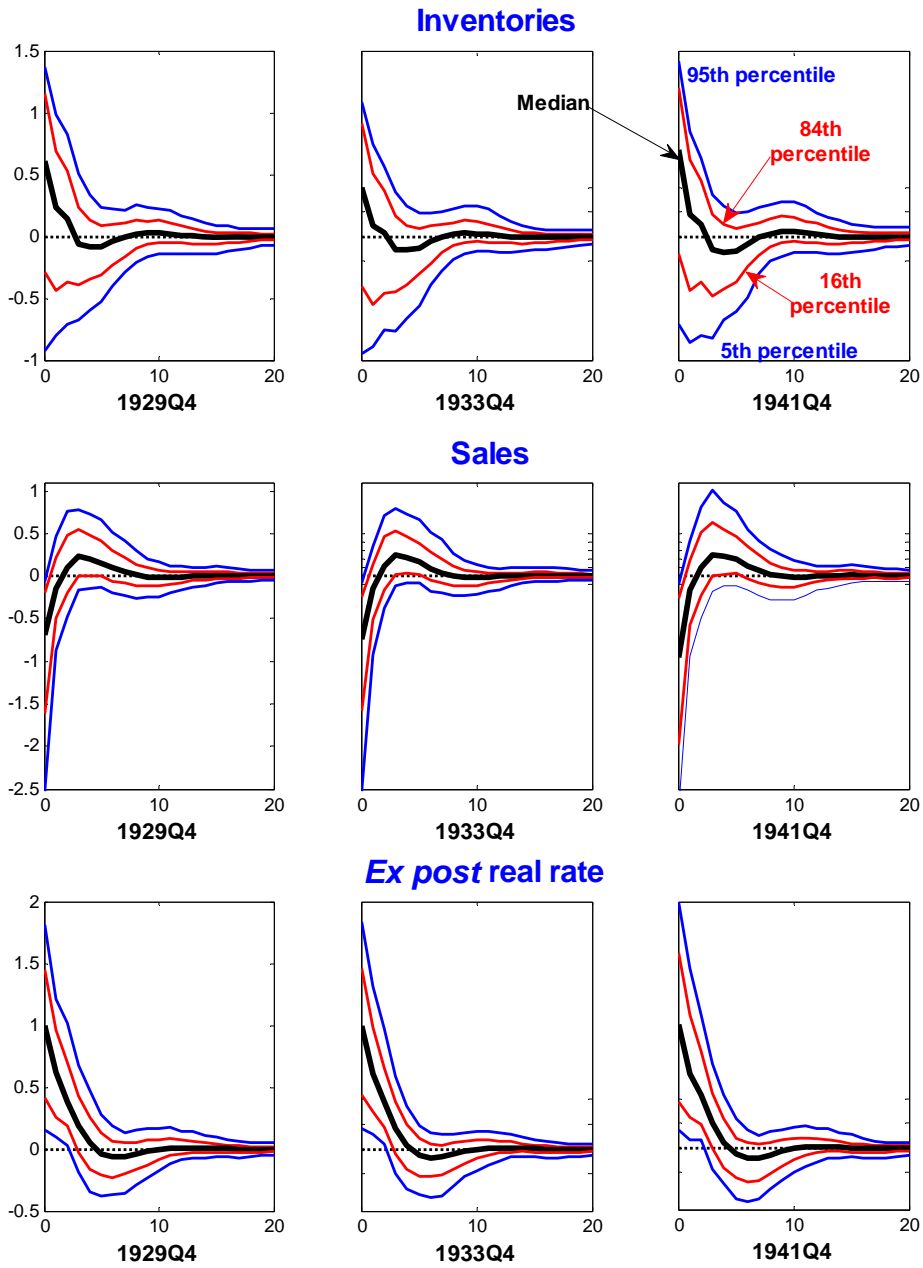 Inventories
1.5
1
0.5
0
-0.5
-1
0 10 20
1929Q4
0 10 20
1933Q4
0 10 20
1941Q4
Median
95th percentile
84th
percentile
16th
percentile
5th percentile
Sales
1
0.5
0
-0.5
-1
-1.5
-2
-2.5
0 10 20
1929Q4
0 10 20
1933Q4
0 10 20
1941Q4
Ex post real rate
2
1.5
1
0.5
0
-0.5
0 10 20
1929Q4
0 10 20
1933Q4
0 10 20
1941Q4